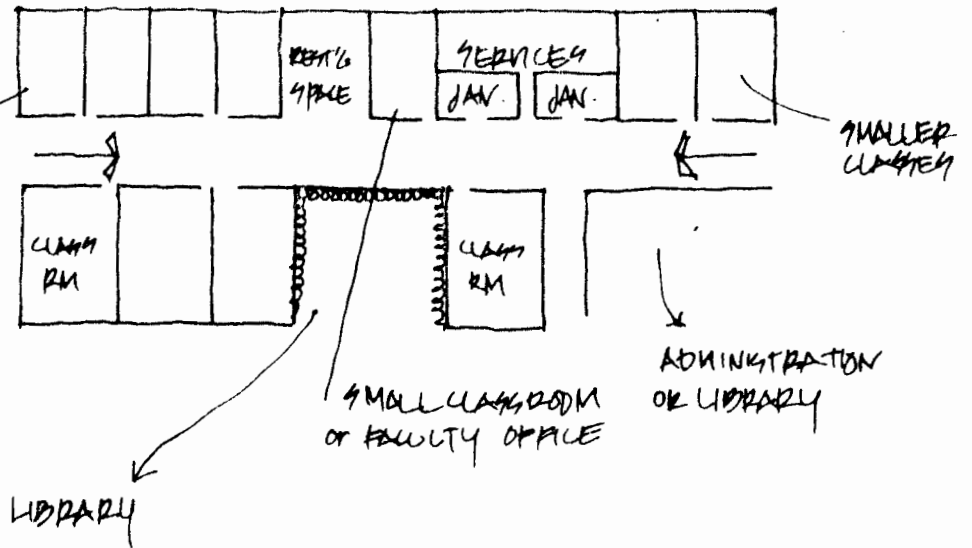 REST'G
SPACE
SERVICES
JAN.
JAN.
SMALLER
CLASSES
CLASS
RM
CLASS
RM
ADMINISTRATION
OR LIBRARY
SMALL CLASSROOM
or FACULTY OFFICE
LIBRARY